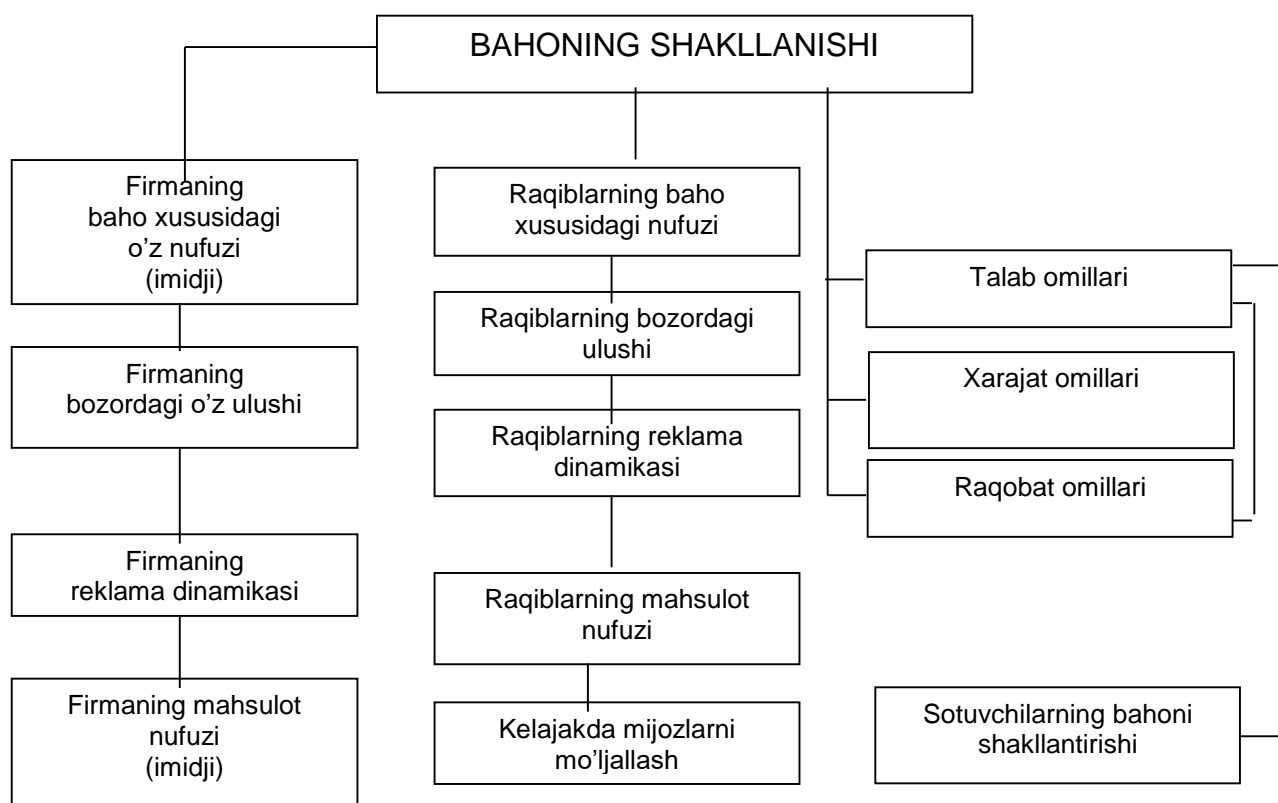 BAHONING SHAKLLANISHI
Firmaning
baho xususidagi
o’z nufuzi
(imidji)
Firmaning
bozordagi o’z ulushi
Firmaning
reklama dinamikasi
Firmaning mahsulot
nufuzi
(imidji)
Raqiblarning baho
xususidagi nufuzi
Raqiblarning bozordagi
ulushi
Raqiblarning reklama
dinamikasi
Raqiblarning mahsulot
nufuzi
Kelajakda mijozlarni
mo’ljallash
Talab omillari
Xarajat omillari
Raqobat omillari
Sotuvchilarning bahoni
shakllantirishi